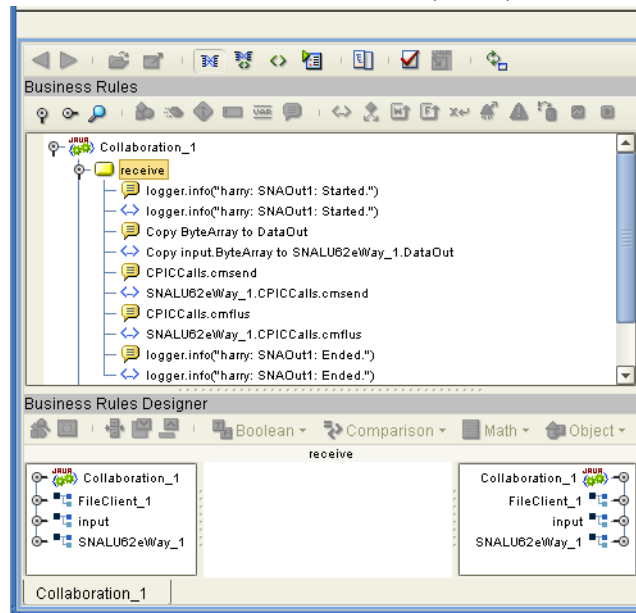 Business Rules
VAR
Collaboration_1
receive
logger.info("harry: SNAOut1: Started.")
logger.info("harry: SNAOut1: Started.")
Copy ByteArray to DataOut
Copy input.ByteArray to SNALU62eWay_1.DataOut
CPICCalls.cmsend
SNALU62eWay_1.CPICCalls.cmsend
CPICCalls.cmflus
SNALU62eWay_1.CPICCalls.cmflus
logger.info("harry: SNAOut1: Ended.")
logger.info("harry: SNAOut1: Ended.")
Business Rules Designer
Boolean Comparison Math Object
receive
JAVA Collaboration_1 Collaboration_1 JAVA
FileClient_1 FileClient_1
input input
SNALU62eWay_1 SNALU62eWay_1
Collaboration_1